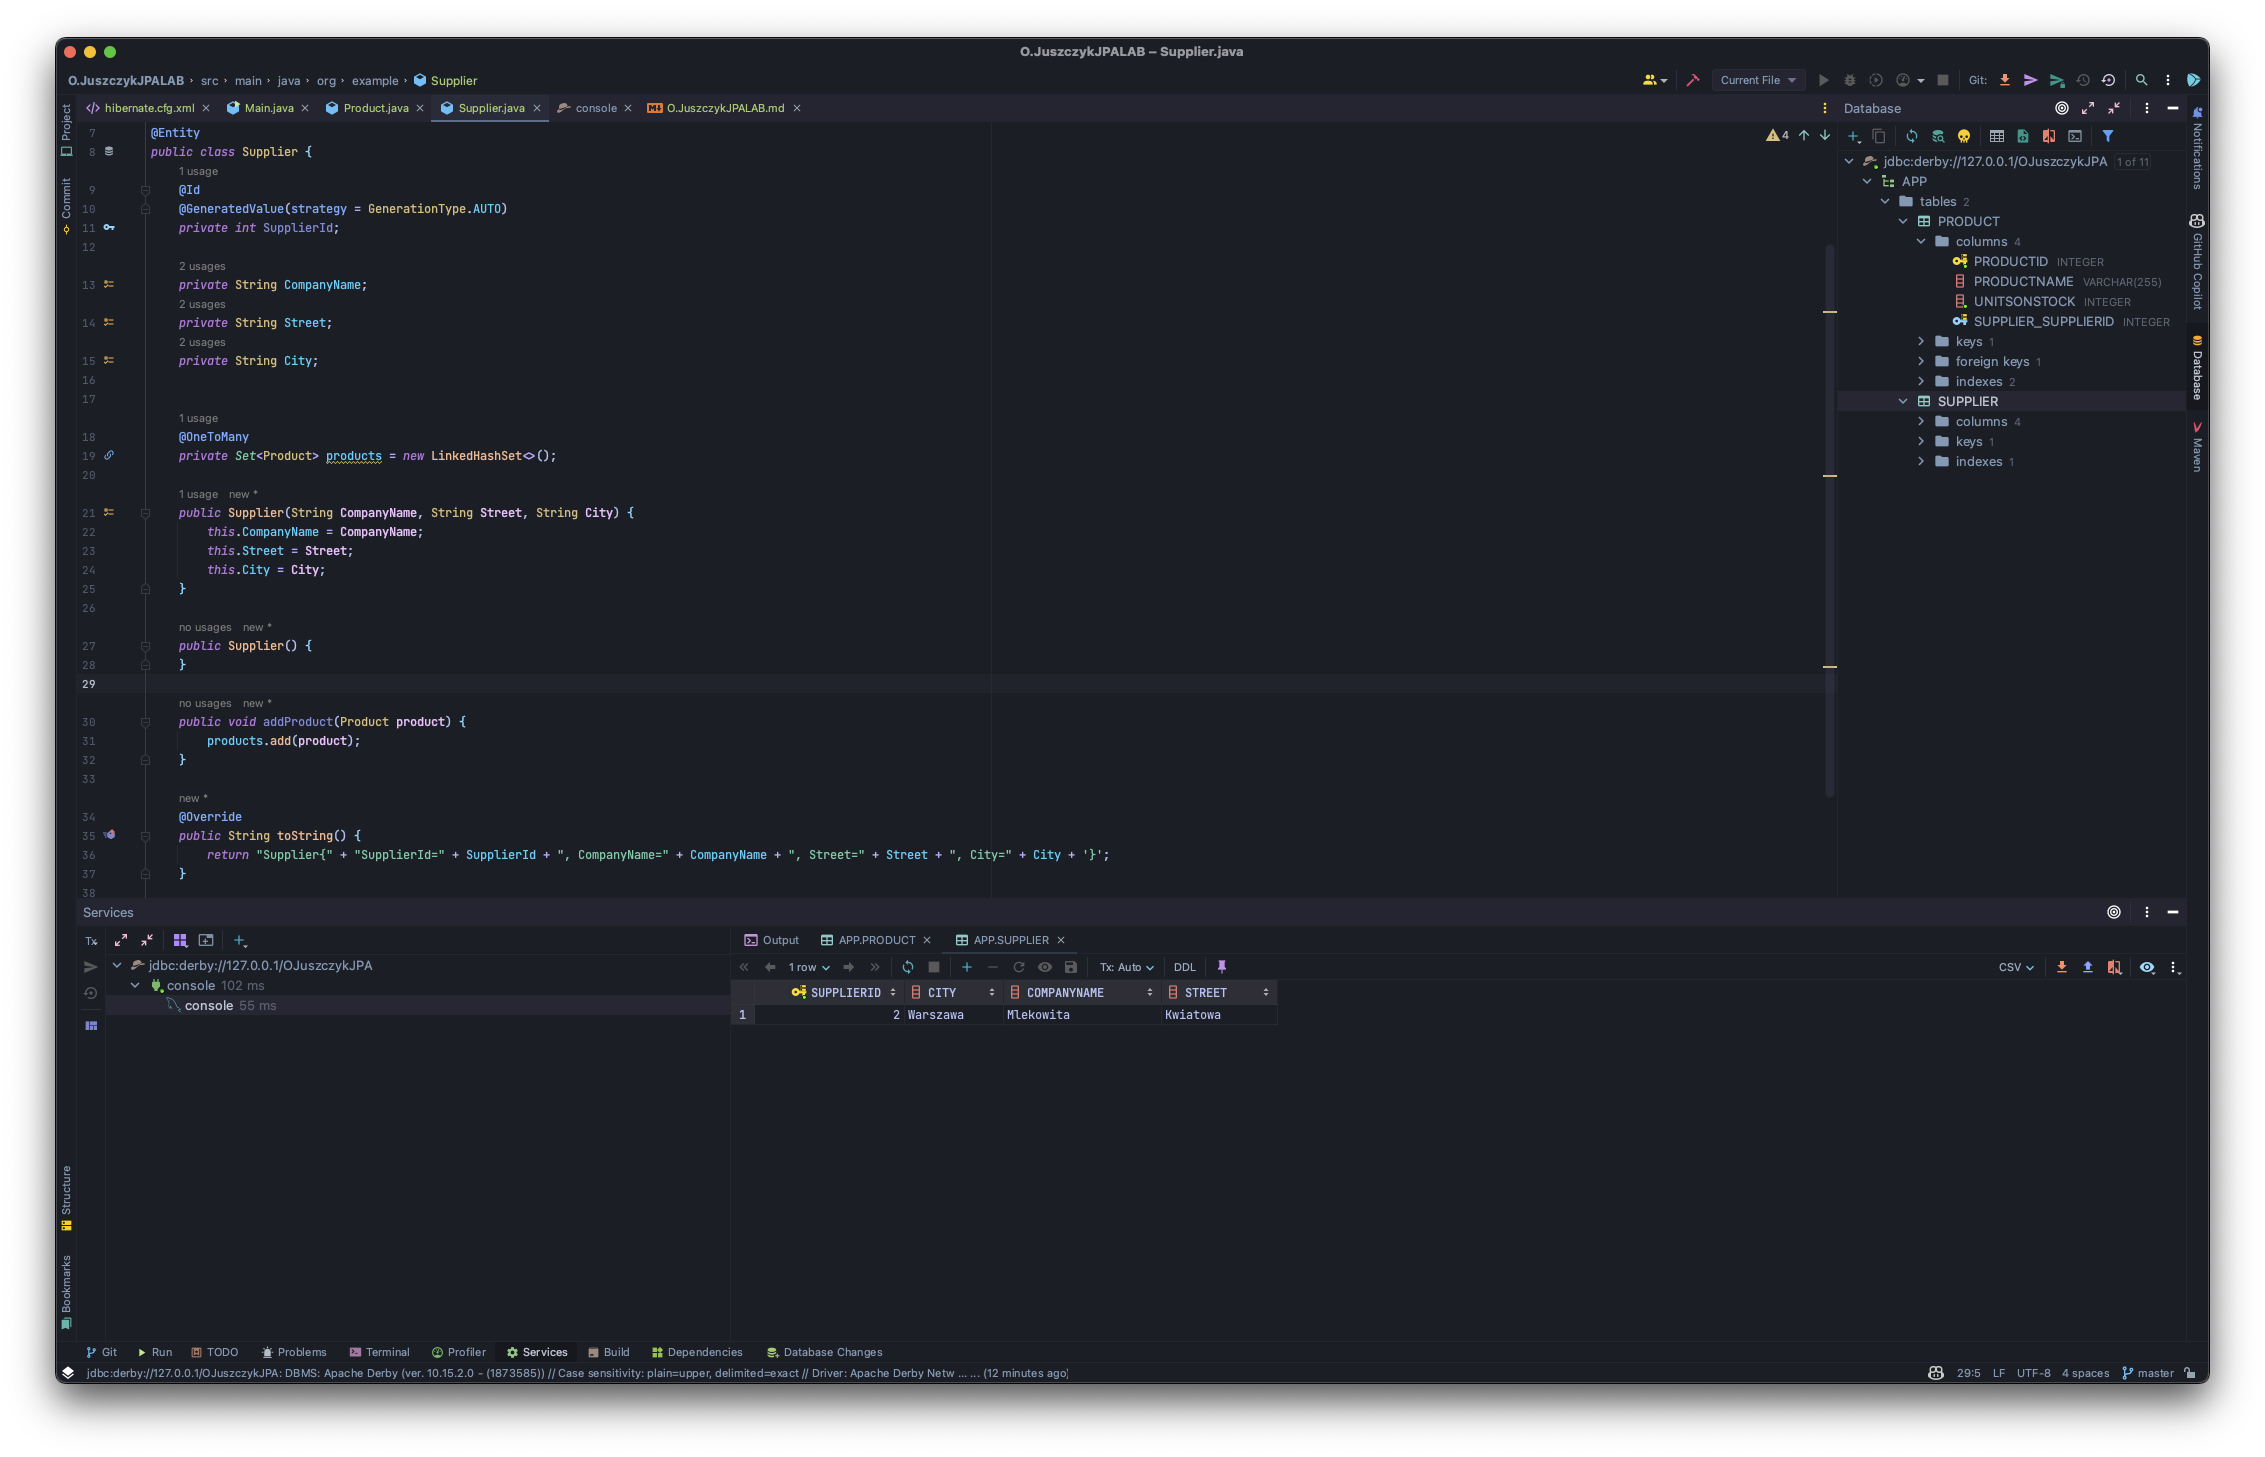 O.JuszczykJPALAB – Supplier.java
O.JuszczykJPALAB › src › main › java › org › example › Supplier
Current File
Git:
hibernate.cfg.xml
Main.java
Product.java
Supplier.java
console
O.JuszczykJPALAB.md
Project
Commit
Structure
Bookmarks
7 @Entity
8 public class Supplier {
1 usage
9 @Id
10 @GeneratedValue(strategy = GenerationType.AUTO)
11 private int SupplierId;
12
2 usages
13 private String CompanyName;
2 usages
14 private String Street;
2 usages
15 private String City;
16
17
1 usage
18 @OneToMany
19 private Set<Product> products = new LinkedHashSet<>();
20
1 usage new *
21 public Supplier(String CompanyName, String Street, String City) {
22 this.CompanyName = CompanyName;
23 this.Street = Street;
24 this.City = City;
25 }
26
no usages new *
27 public Supplier() {
28 }
29
no usages new *
30 public void addProduct(Product product) {
31 products.add(product);
32 }
33
new *
34 @Override
35 public String toString() {
36 return "Supplier{" + "SupplierId=" + SupplierId + ", CompanyName=" + CompanyName + ", Street=" + Street + ", City=" + City + '}';
37 }
38
4
Database
jdbc:derby://127.0.0.1/OJuszczykJPA 1 of 11
APP
tables 2
PRODUCT
columns 4
PRODUCTID INTEGER
PRODUCTNAME VARCHAR(255)
UNITSONSTOCK INTEGER
SUPPLIER_SUPPLIERID INTEGER
keys 1
foreign keys 1
indexes 2
SUPPLIER
columns 4
keys 1
indexes 1
Notifications
GitHub Copilot
Database
Maven
Services
Tx
jdbc:derby://127.0.0.1/OJuszczykJPA
console 102 ms
console 55 ms
Output
APP.PRODUCT
APP.SUPPLIER
1 row
Tx: Auto
DDL
CSV
SUPPLIERID CITY COMPANYNAME STREET
1 2 Warszawa Mlekowita Kwiatowa
Git
Run
TODO
Problems
Terminal
Profiler
Services
Build
Dependencies
Database Changes
jdbc:derby://127.0.0.1/OJuszczykJPA: DBMS: Apache Derby (ver. 10.15.2.0 - (1873585)) // Case sensitivity: plain=upper, delimited=exact // Driver: Apache Derby Netw ... ... (12 minutes ago)
29:5
LF
UTF-8
4 spaces
master